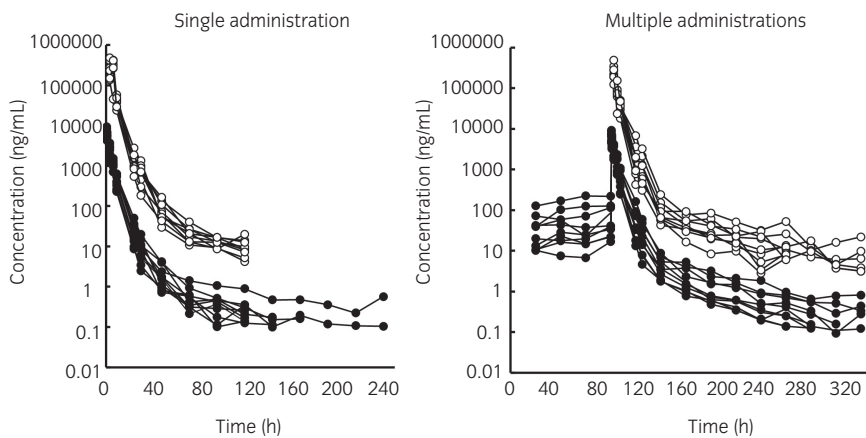 Single administration
Concentration (ng/mL)
1000000
100000
10000
1000
100
10
1
0.1
0.01
0 40 80 120 160 200 240
Time (h)
Multiple administrations
Concentration (ng/mL)
1000000
100000
10000
1000
100
10
1
0.1
0.01
0 40 80 120 160 200 240 280 320
Time (h)